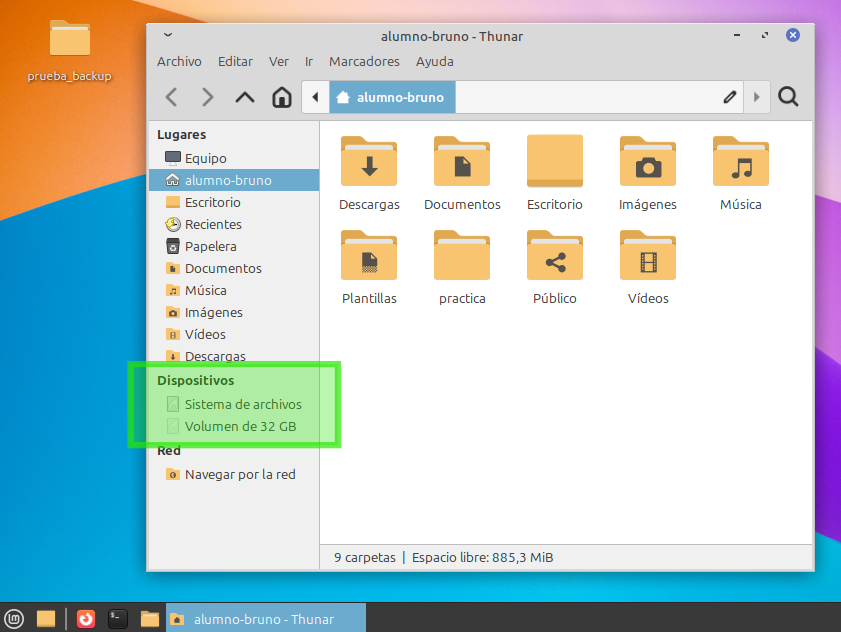 prueba_backup
alumno-bruno - Thunar
Archivo Editar Ver Ir Marcadores Ayuda
alumno-bruno
Lugares
Equipo
alumno-bruno
Escritorio
Recientes
Papelera
Documentos
Música
Imágenes
Vídeos
Descargas
Dispositivos
Sistema de archivos
Volumen de 32 GB
Red
Navegar por la red
Descargas Documentos Escritorio Imágenes Música
Plantillas practica Público Vídeos
9 carpetas | Espacio libre: 885,3 MiB
alumno-bruno - Thunar